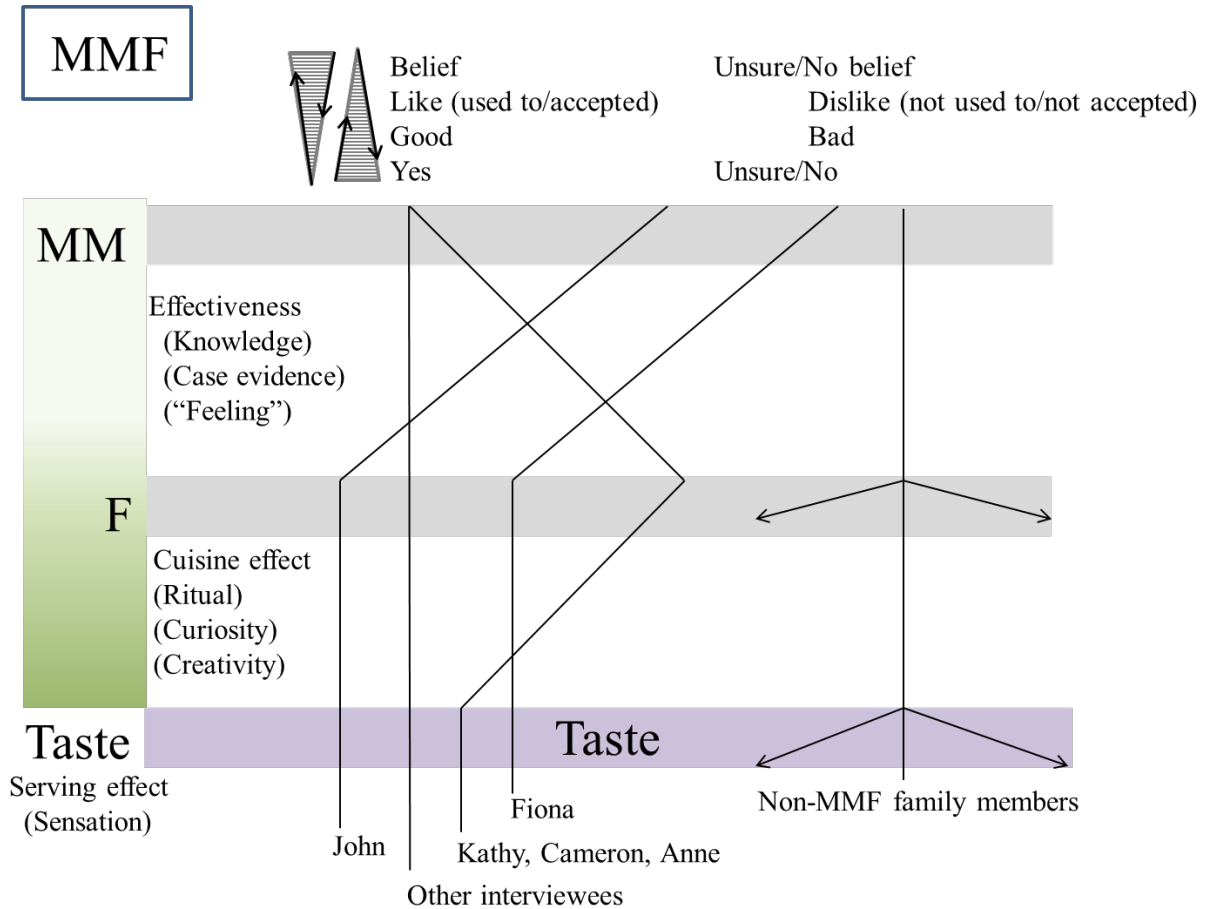 MMF
Belief Unsure/No belief
Like (used to/accepted) Dislike (not used to/not accepted)
Good Bad
Yes Unsure/No
MM
Effectiveness
(Knowledge)
(Case evidence)
(“Feeling”)
F
Cuisine effect
(Ritual)
(Curiosity)
(Creativity)
Taste Taste
Serving effect
(Sensation)
Fiona
Non-MMF family members
John
Kathy, Cameron, Anne
Other interviewees